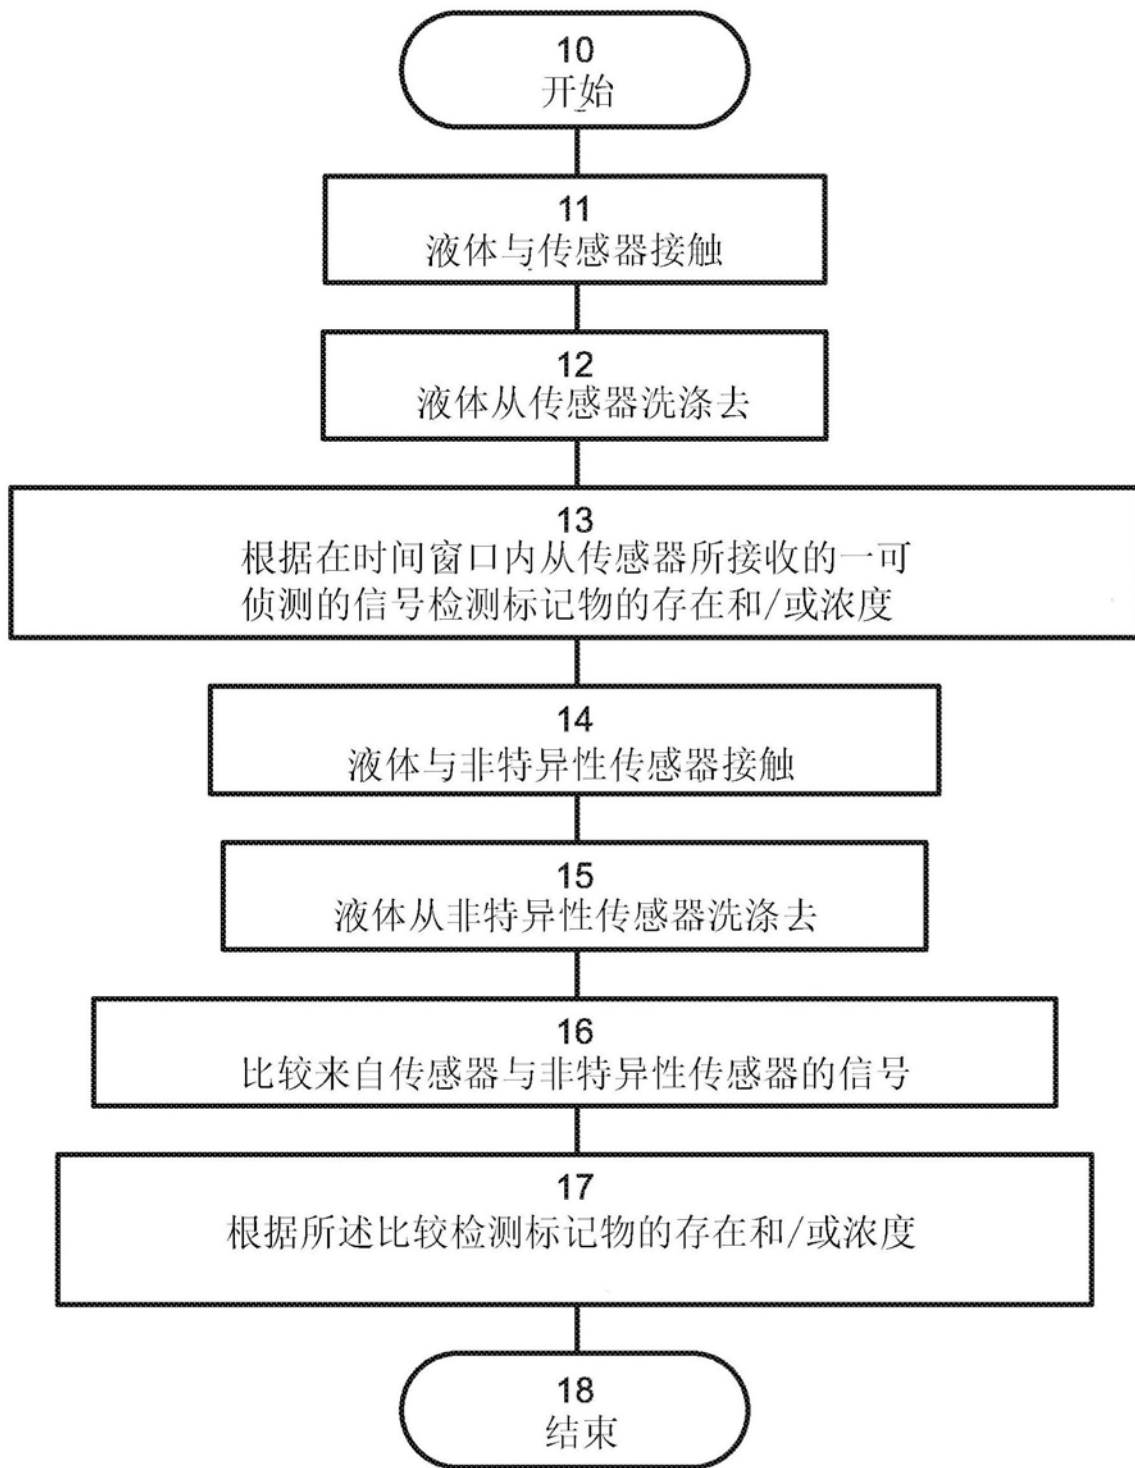 10
开始
11
液体与传感器接触
12
液体从传感器洗涤去
13
根据在时间窗口内从传感器所接收的一可
侦测的信号检测标记物的存在和/或浓度
14
液体与非特异性传感器接触
15
液体从非特异性传感器洗涤去
16
比较来自传感器与非特异性传感器的信号
17
根据所述比较检测标记物的存在和/或浓度
18
结束